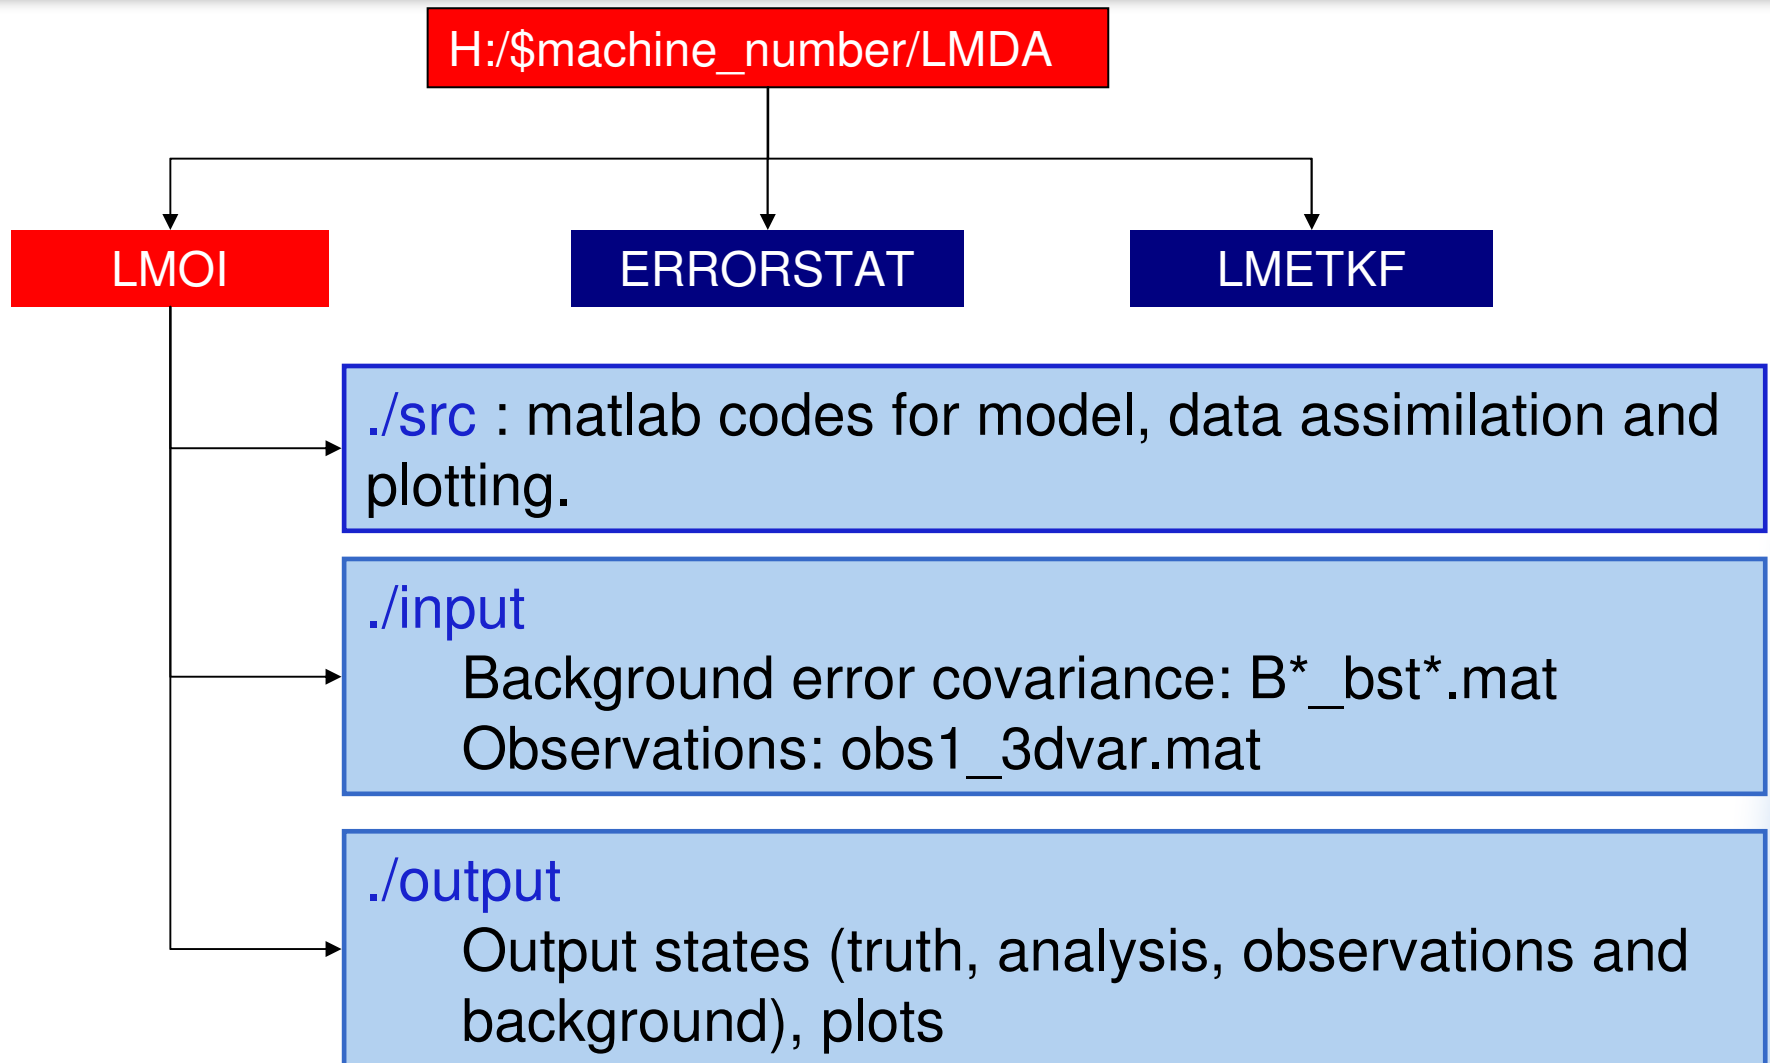 H:/$machine_number/LMDA
LMOI
ERRORSTAT
LMETKF
./src : matlab codes for model, data assimilation and
plotting.
./input
Background error covariance: B*_bst*.mat
Observations: obs1_3dvar.mat
./output
Output states (truth, analysis, observations and
background), plots